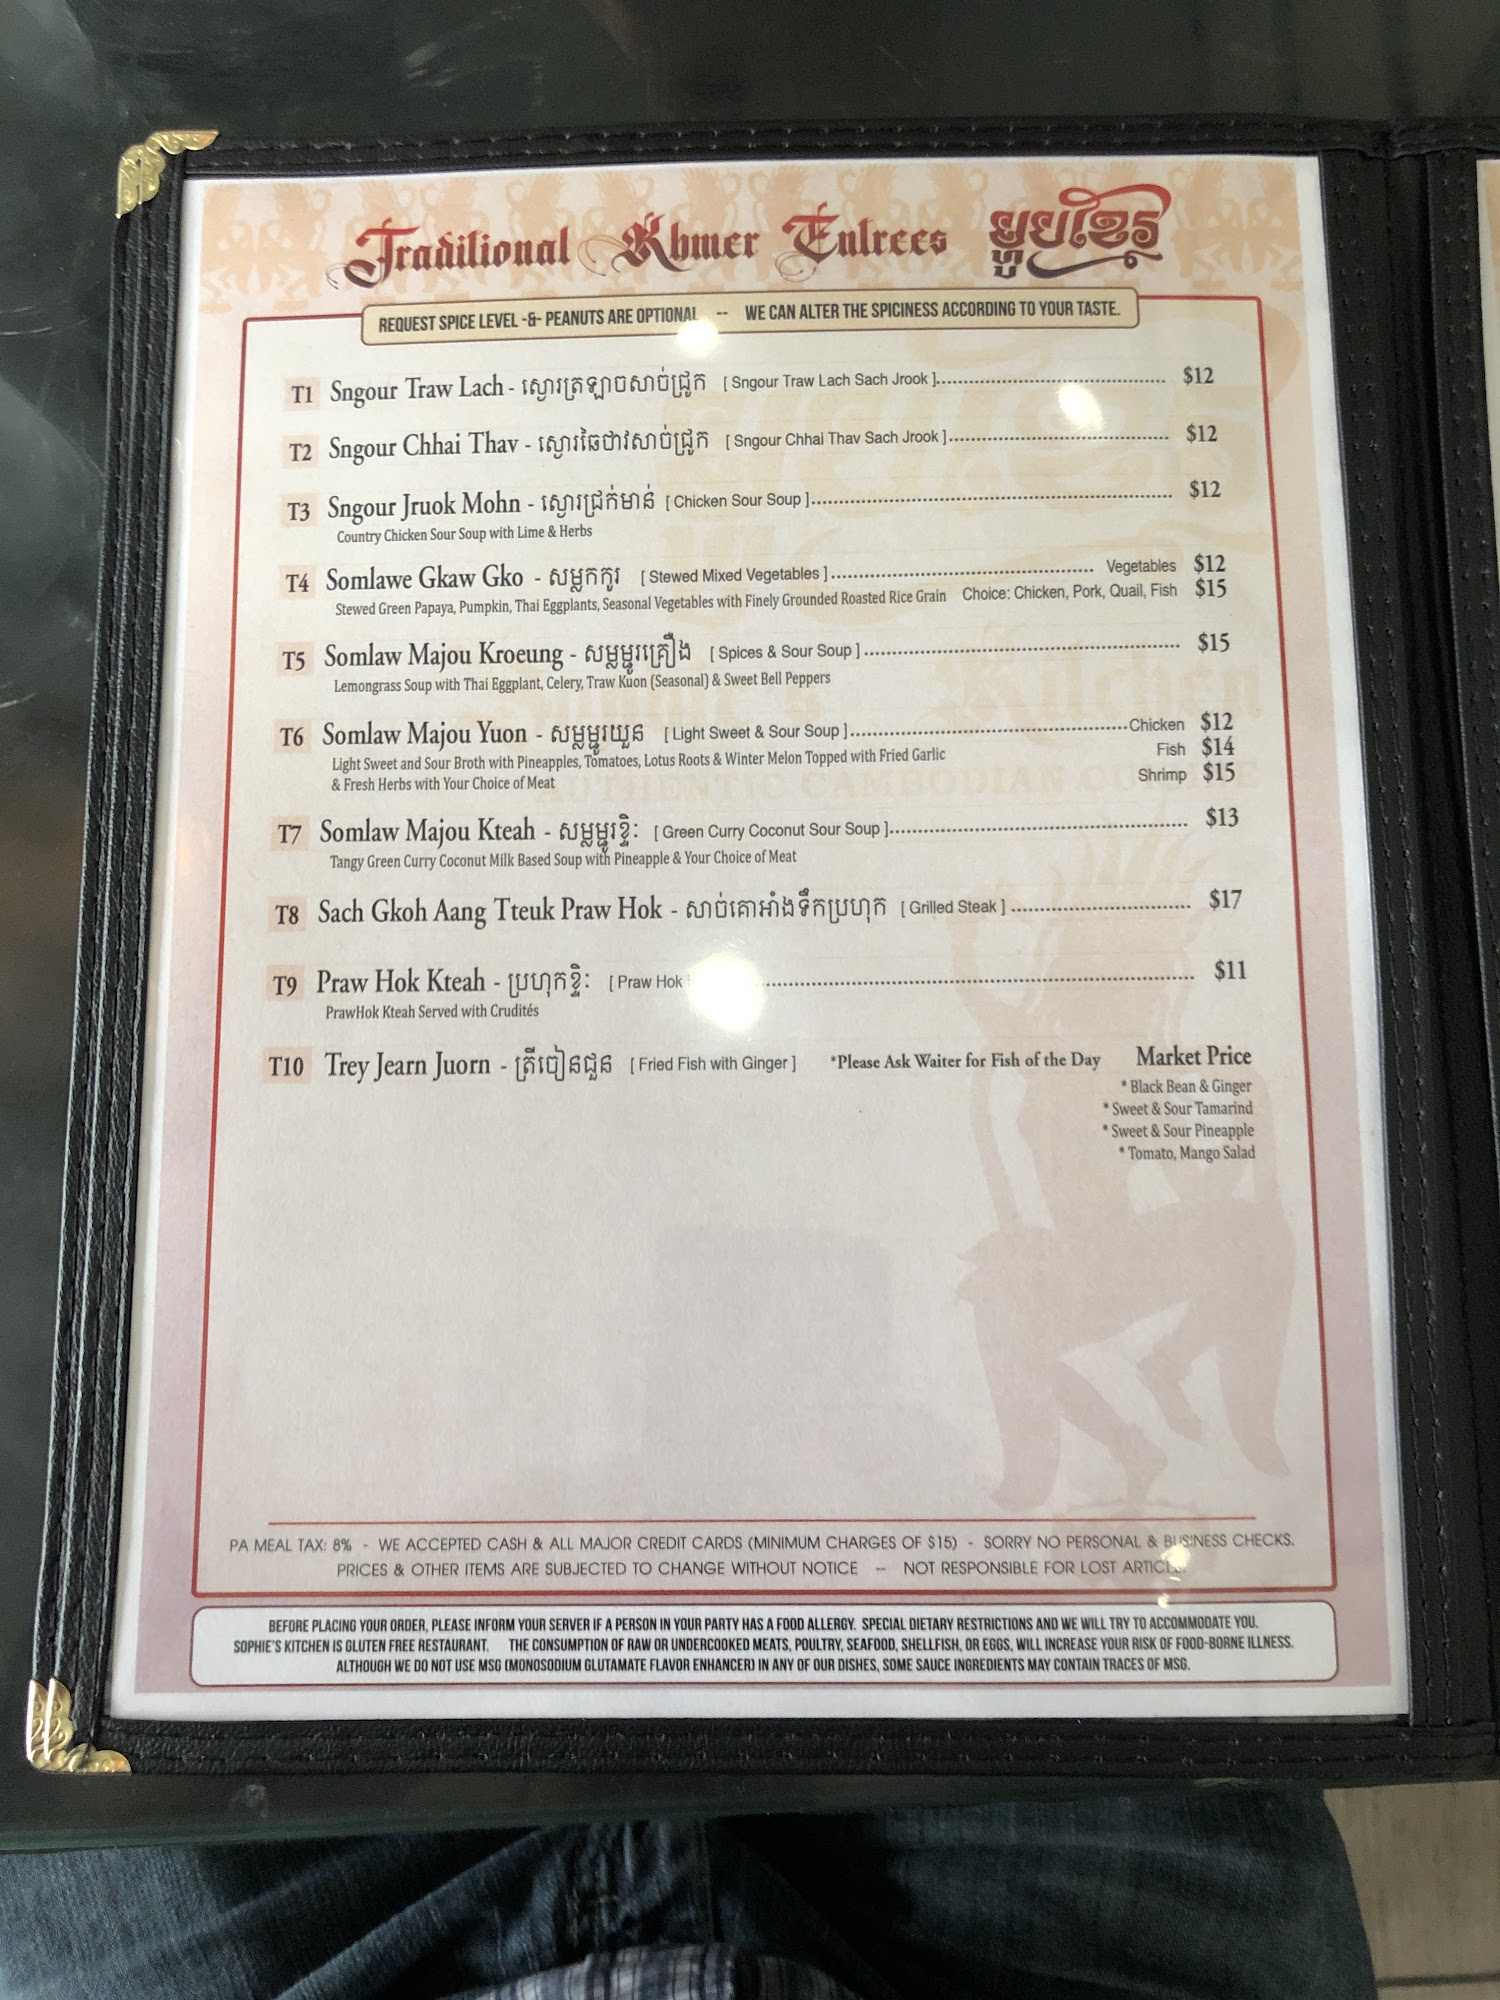 Traditional Khmer Entrees ម្ហូបខ្មែរ
REQUEST SPICE LEVEL -&- PEANUTS ARE OPTIONAL -- WE CAN ALTER THE SPICINESS ACCORDING TO YOUR TASTE.
T1 Sngour Traw Lach - ស្ងោរត្រឡាចសាច់ជ្រូក [ Sngour Traw Lach Sach Jrook ] $12
T2 Sngour Chhai Thav - ស្ងោរឆៃថាវសាច់ជ្រូក [ Sngour Chhai Thav Sach Jrook ] $12
T3 Sngour Jruok Mohn - ស្ងោរជ្រក់មាន់ [ Chicken Sour Soup ] $12
Country Chicken Sour Soup with Lime & Herbs
T4 Somlawe Gkaw Gko - សម្លកកូរ [ Stewed Mixed Vegetables ] Vegetables $12
Stewed Green Papaya, Pumpkin, Thai Eggplants, Seasonal Vegetables with Finely Grounded Roasted Rice Grain Choice: Chicken, Pork, Quail, Fish $15
T5 Somlaw Majou Kroeung - សម្លម្ជូរគ្រឿង [ Spices & Sour Soup ] $15
Lemongrass Soup with Thai Eggplant, Celery, Traw Kuon (Seasonal) & Sweet Bell Peppers
T6 Somlaw Majou Yuon - សម្លម្ជូរយួន [ Light Sweet & Sour Soup ] Chicken $12
Light Sweet and Sour Broth with Pineapples, Tomatoes, Lotus Roots & Winter Melon Topped with Fried Garlic Fish $14
& Fresh Herbs with Your Choice of Meat Shrimp $15
T7 Somlaw Majou Kteah - សម្លម្ជូរខ្ទិះ [ Green Curry Coconut Sour Soup ] $13
Tangy Green Curry Coconut Milk Based Soup with Pineapple & Your Choice of Meat
T8 Sach Gkoh Aang Tteuk Praw Hok - សាច់គោអាំងទឹកប្រហុក [ Grilled Steak ] $17
T9 Praw Hok Kteah - ប្រហុកខ្ទិះ [ Praw Hok $11
PrawHok Kteah Served with Crudités
T10 Trey Jearn Juorn - ត្រីចៀនជួន [ Fried Fish with Ginger ] *Please Ask Waiter for Fish of the Day Market Price
* Black Bean & Ginger
* Sweet & Sour Tamarind
* Sweet & Sour Pineapple
* Tomato, Mango Salad
PA MEAL TAX: 8% - WE ACCEPTED CASH & ALL MAJOR CREDIT CARDS (MINIMUM CHARGES OF $15) - SORRY NO PERSONAL & BUSINESS CHECKS.
PRICES & OTHER ITEMS ARE SUBJECTED TO CHANGE WITHOUT NOTICE -- NOT RESPONSIBLE FOR LOST
BEFORE PLACING YOUR ORDER, PLEASE INFORM YOUR SERVER IF A PERSON IN YOUR PARTY HAS A FOOD ALLERGY. SPECIAL DIETARY RESTRICTIONS AND WE WILL TRY TO ACCOMMODATE YOU.
SOPHIE'S KITCHEN IS GLUTEN FREE RESTAURANT. THE CONSUMPTION OF RAW OR UNDERCOOKED MEATS, POULTRY, SEAFOOD, SHELLFISH, OR EGGS, WILL INCREASE YOUR RISK OF FOOD-BORNE ILLNESS.
ALTHOUGH WE DO NOT USE MSG (MONOSODIUM GLUTAMATE FLAVOR ENHANCER) IN ANY OF OUR DISHES, SOME SAUCE INGREDIENTS MAY CONTAIN TRACES OF MSG.